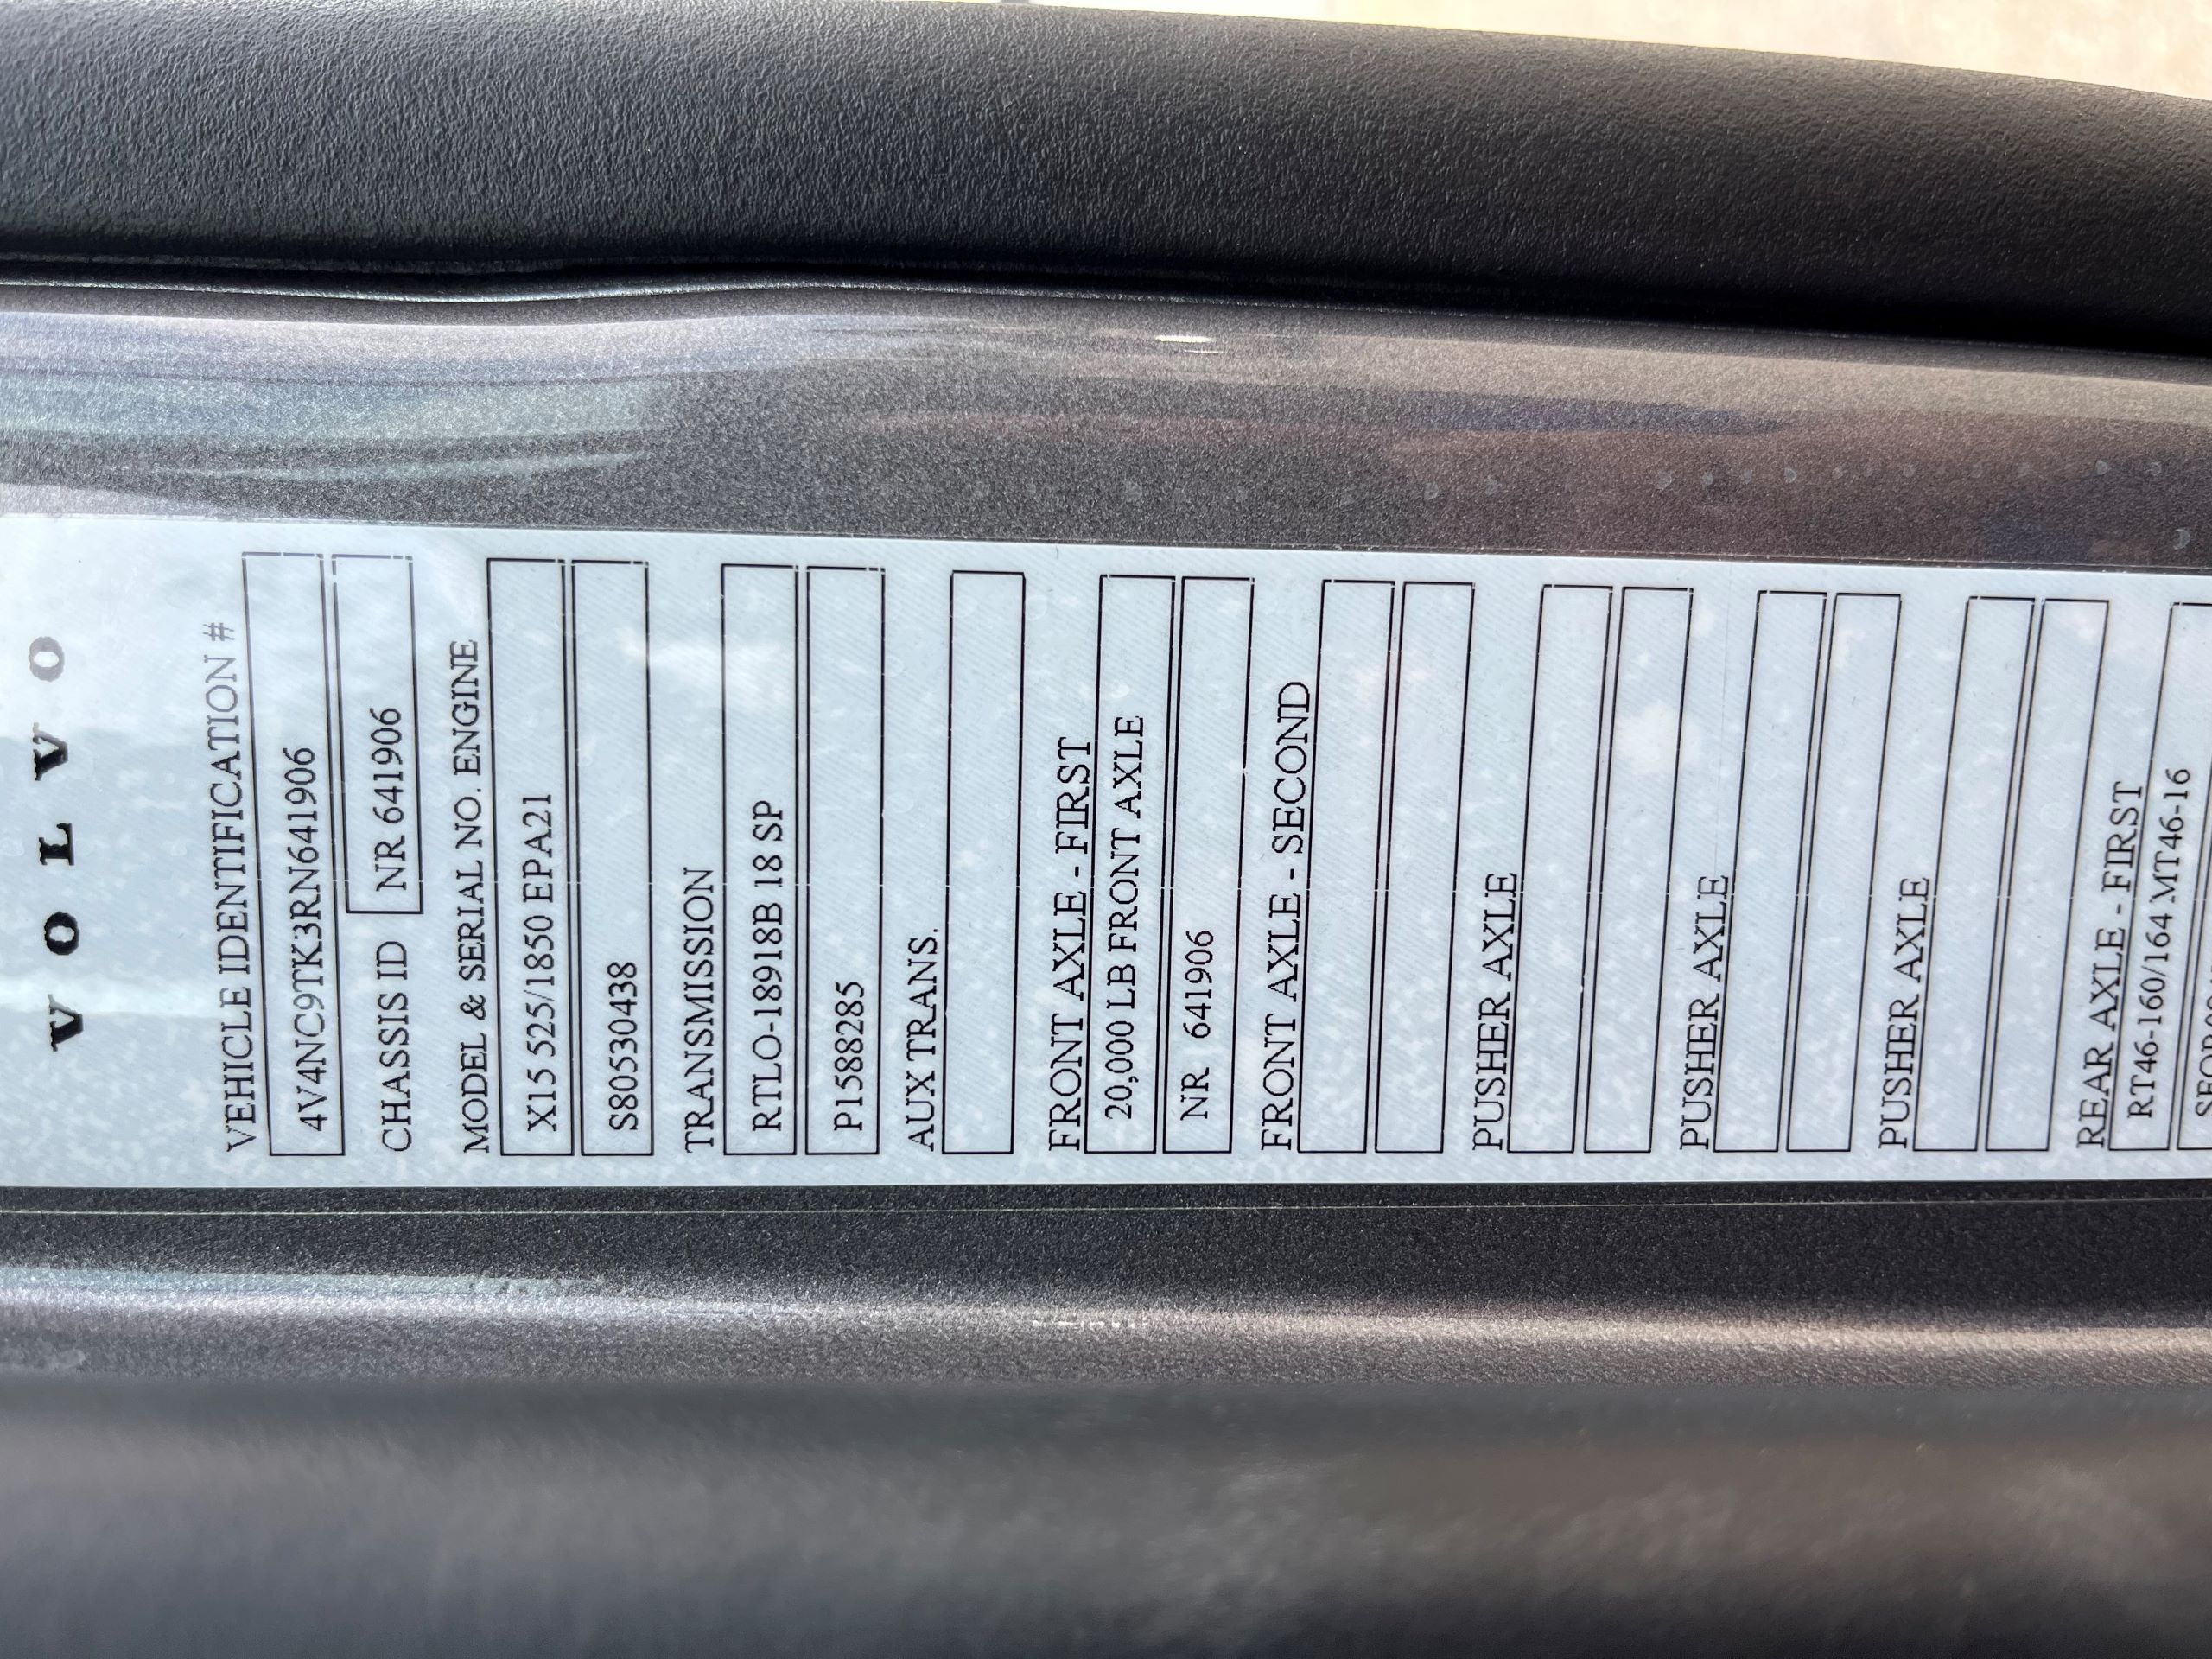 VOLVO
VEHICLE IDENTIFICATION #
4V4NC9TK3RN641906
CHASSIS ID NR 641906
MODEL & SERIAL NO. ENGINE
X15 525/1850 EPA21
S80530438
TRANSMISSION
RTLO-18918B 18 SP
P1588285
AUX TRANS.
FRONT AXLE - FIRST
20,000 LB FRONT AXLE
NR 641906
FRONT AXLE - SECOND
PUSHER AXLE
PUSHER AXLE
PUSHER AXLE
REAR AXLE - FIRST
RT46-160/164 MT46-16